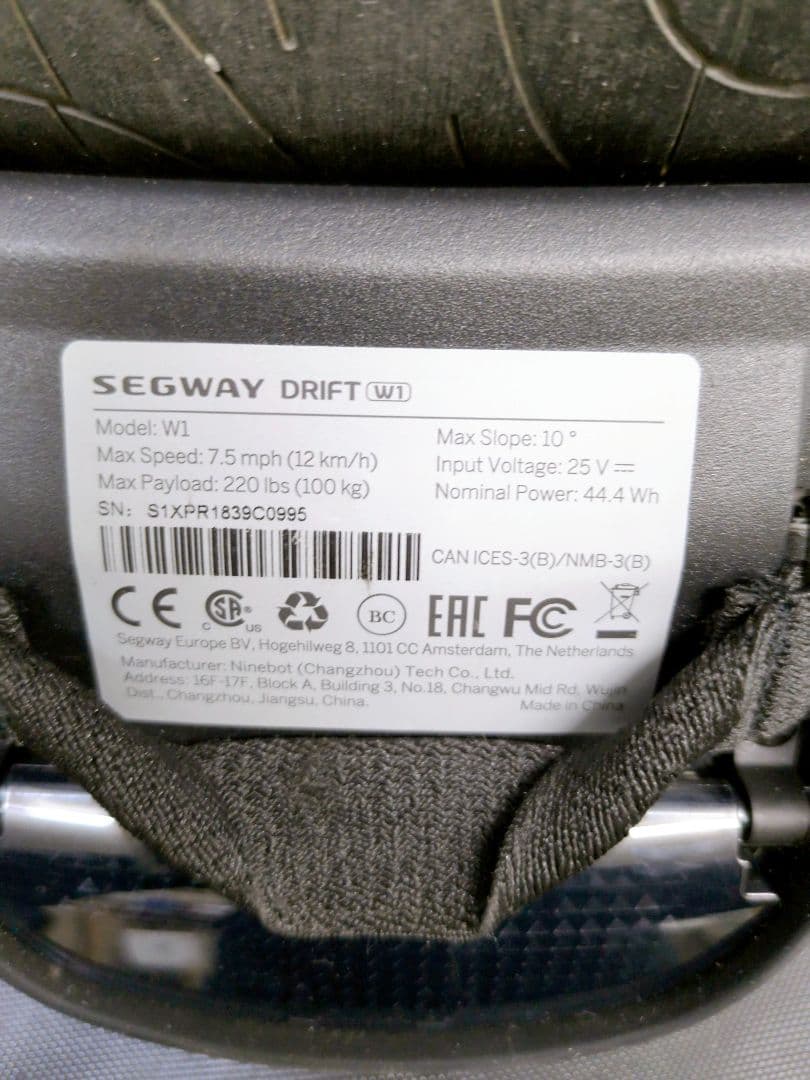 SEGWAY DRIFT W1
Model: W1
Max Speed: 7.5 mph (12 km/h)
Max Payload: 220 lbs (100 kg)
SN: S1XPR1839C0995
Max Slope: 10 °
Input Voltage: 25 V ⎓
Nominal Power: 44.4 Wh
CAN ICES-3(B)/NMB-3(B)
CE C SA® US BC EAC FC
Segway Europe BV, Hogehilweg 8, 1101 CC Amsterdam, The Netherlands
Manufacturer: Ninebot (Changzhou) Tech Co., Ltd.
Address: 16F-17F, Block A, Building 3, No.18, Changwu Mid Rd, Wujin
Dist., Changzhou, Jiangsu, China.
Made in China